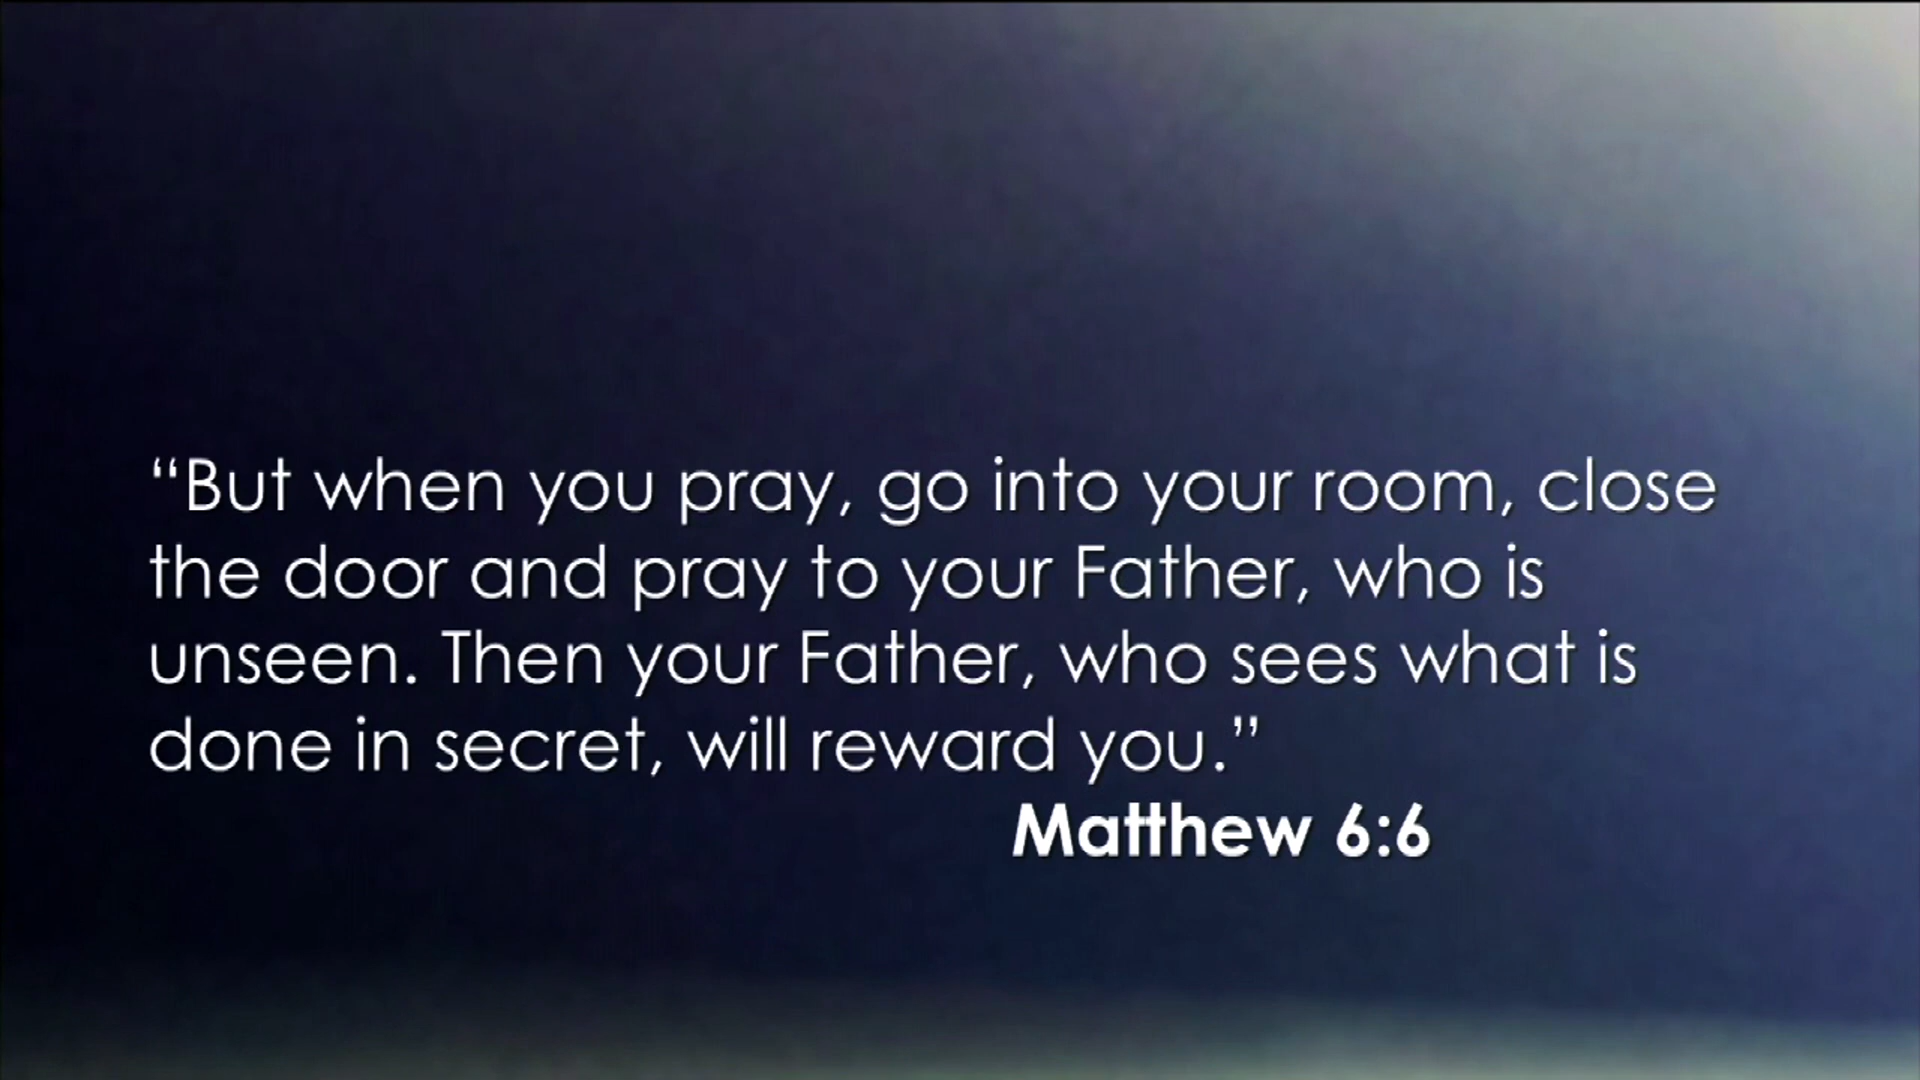 “But when you pray, go into your room, close
the door and pray to your Father, who is
unseen. Then your Father, who sees what is
done in secret, will reward you.”
Matthew 6:6